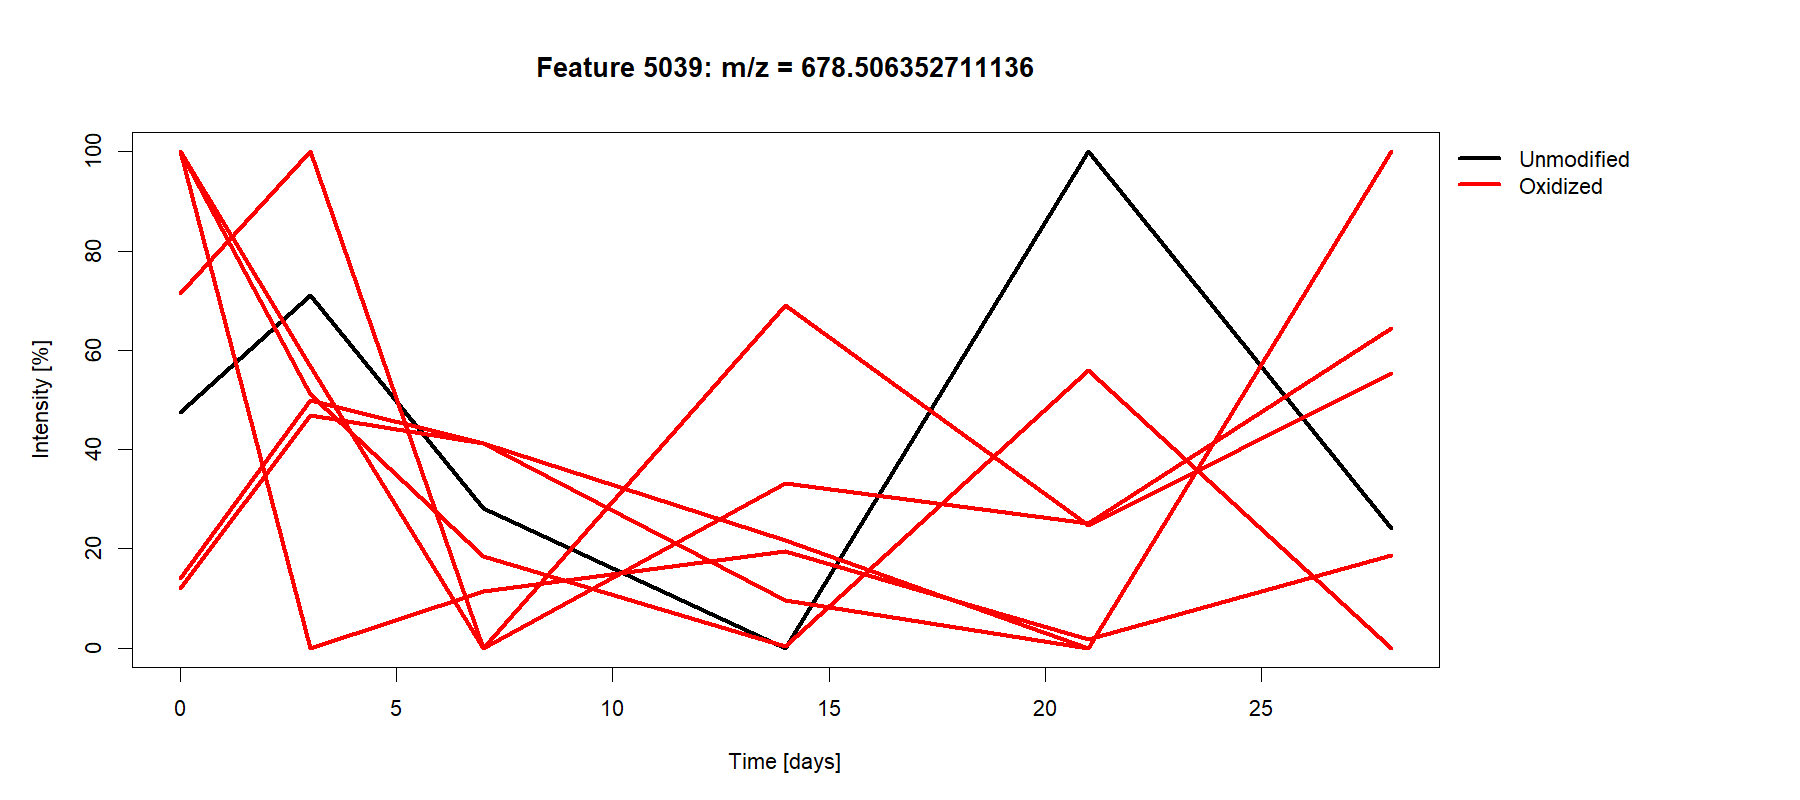 Feature 5039: m/z = 678.506352711136
Unmodified
Oxidized
100
80
60
40
20
0
Intensity [%]
0 5 10 15 20 25
Time [days]